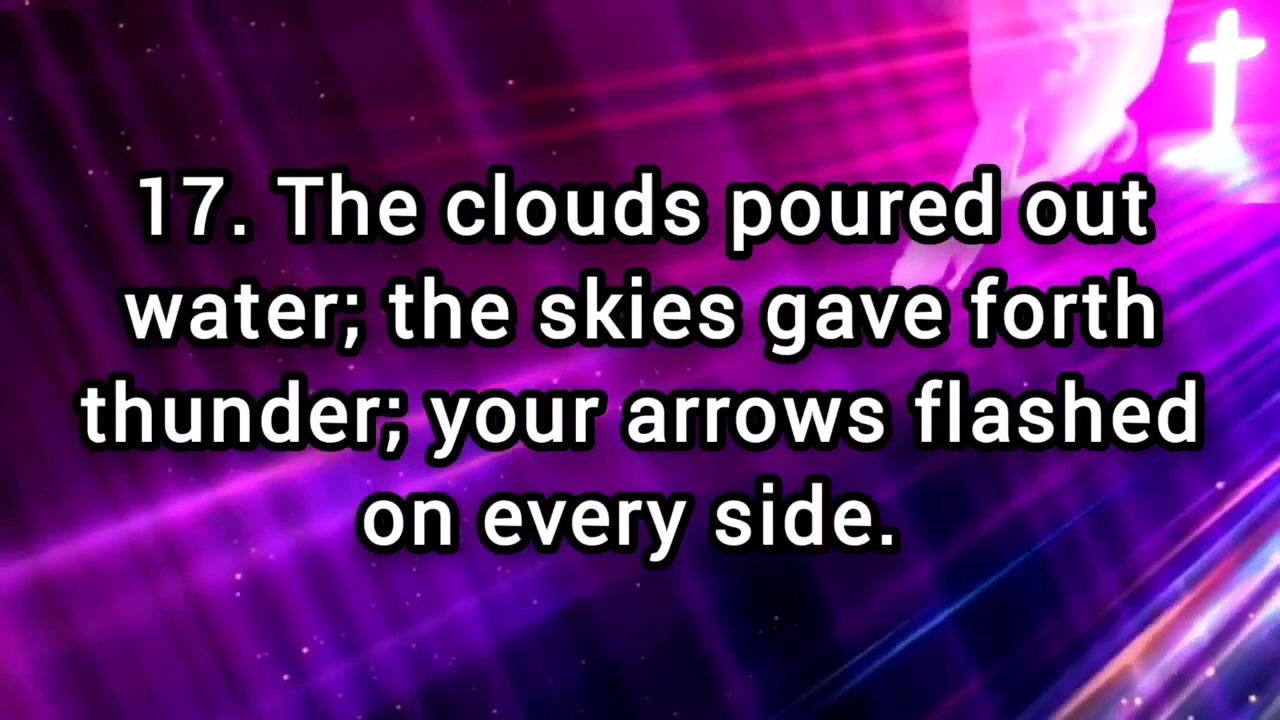 17. The clouds poured out
water; the skies gave forth
thunder; your arrows flashed
on every side.